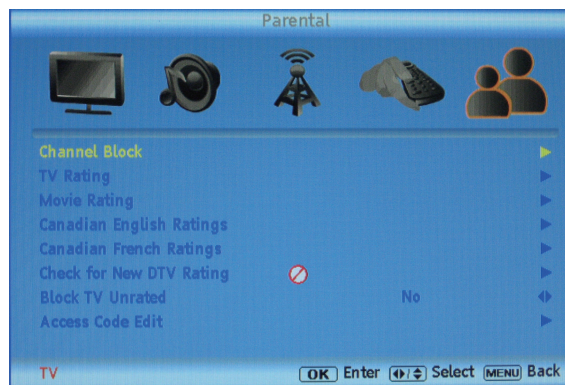 Parental
Channel Block
TV Rating
Movie Rating
Canadian English Ratings
Canadian French Ratings
Check for New DTV Rating
Block TV Unrated No
Access Code Edit
TV OK Enter Select MENU Back